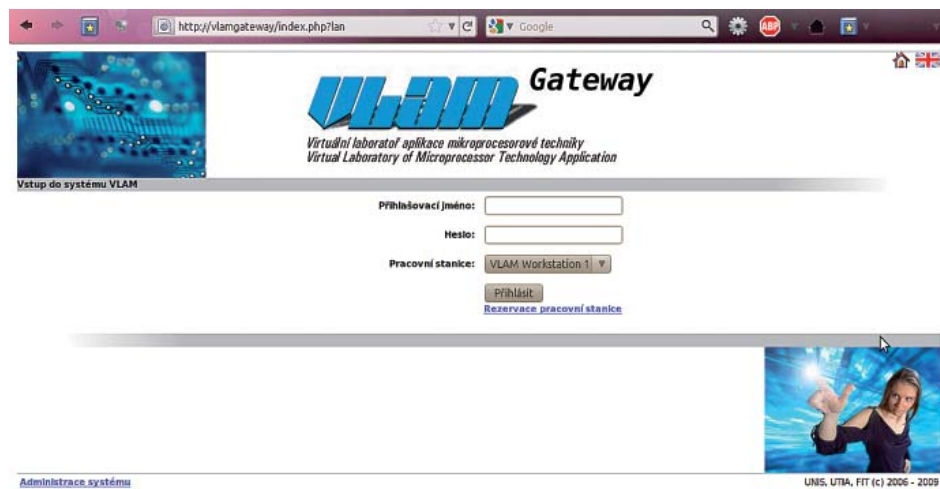 http://vlamgateway/index.php?lan
Google
ABP
VLAM Gateway
Virtuální laboratoř aplikace mikroprocesorové techniky
Virtual Laboratory of Microprocessor Technology Application
Vstup do systému VLAM
Přihlašovací jméno:
Heslo:
Pracovní stanice: VLAM Workstation 1
Přihlásit
Rezervace pracovní stanice
Administrace systému
UNIS, UTIA, FIT (c) 2006 - 2009